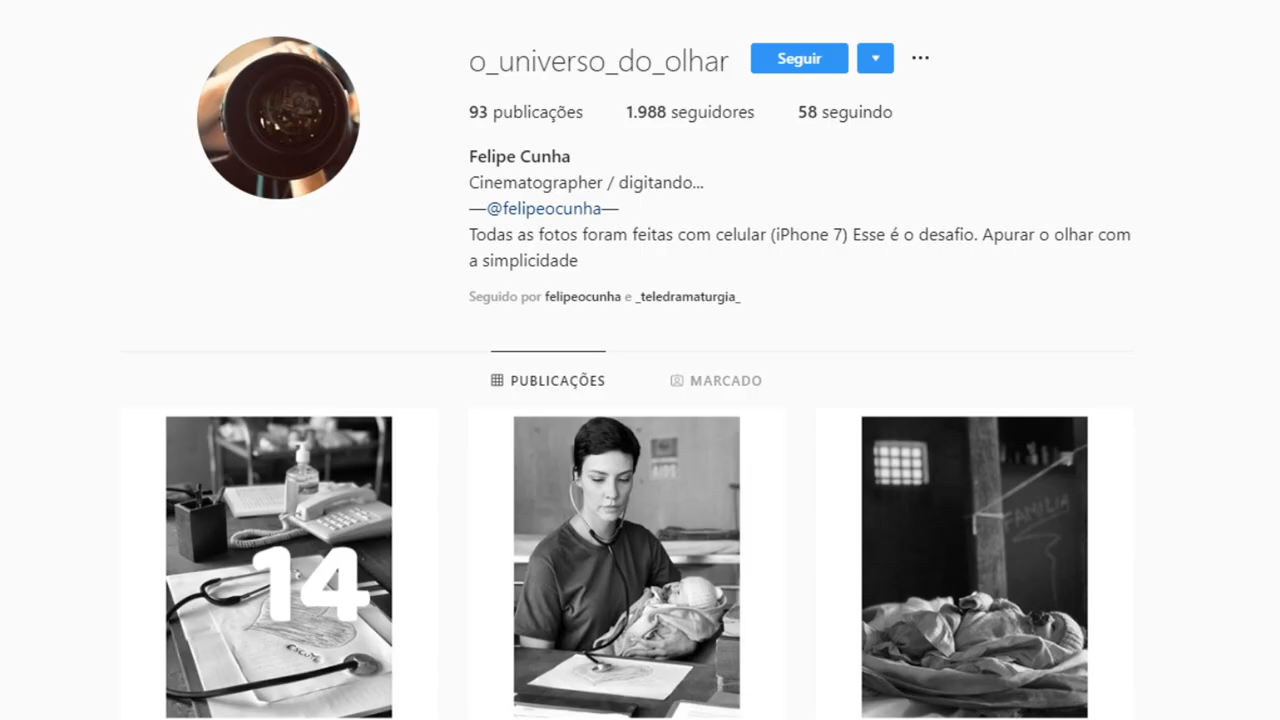 o_universo_do_olhar Seguir
93 publicações 1.988 seguidores 58 seguindo
Felipe Cunha
Cinematographer / digitando...
—@felipeocunha—
Todas as fotos foram feitas com celular (iPhone 7) Esse é o desafio. Apurar o olhar com
a simplicidade
Seguido por felipeocunha e _teledramaturgia_
PUBLICAÇÕES MARCADO
14
FAMILIA